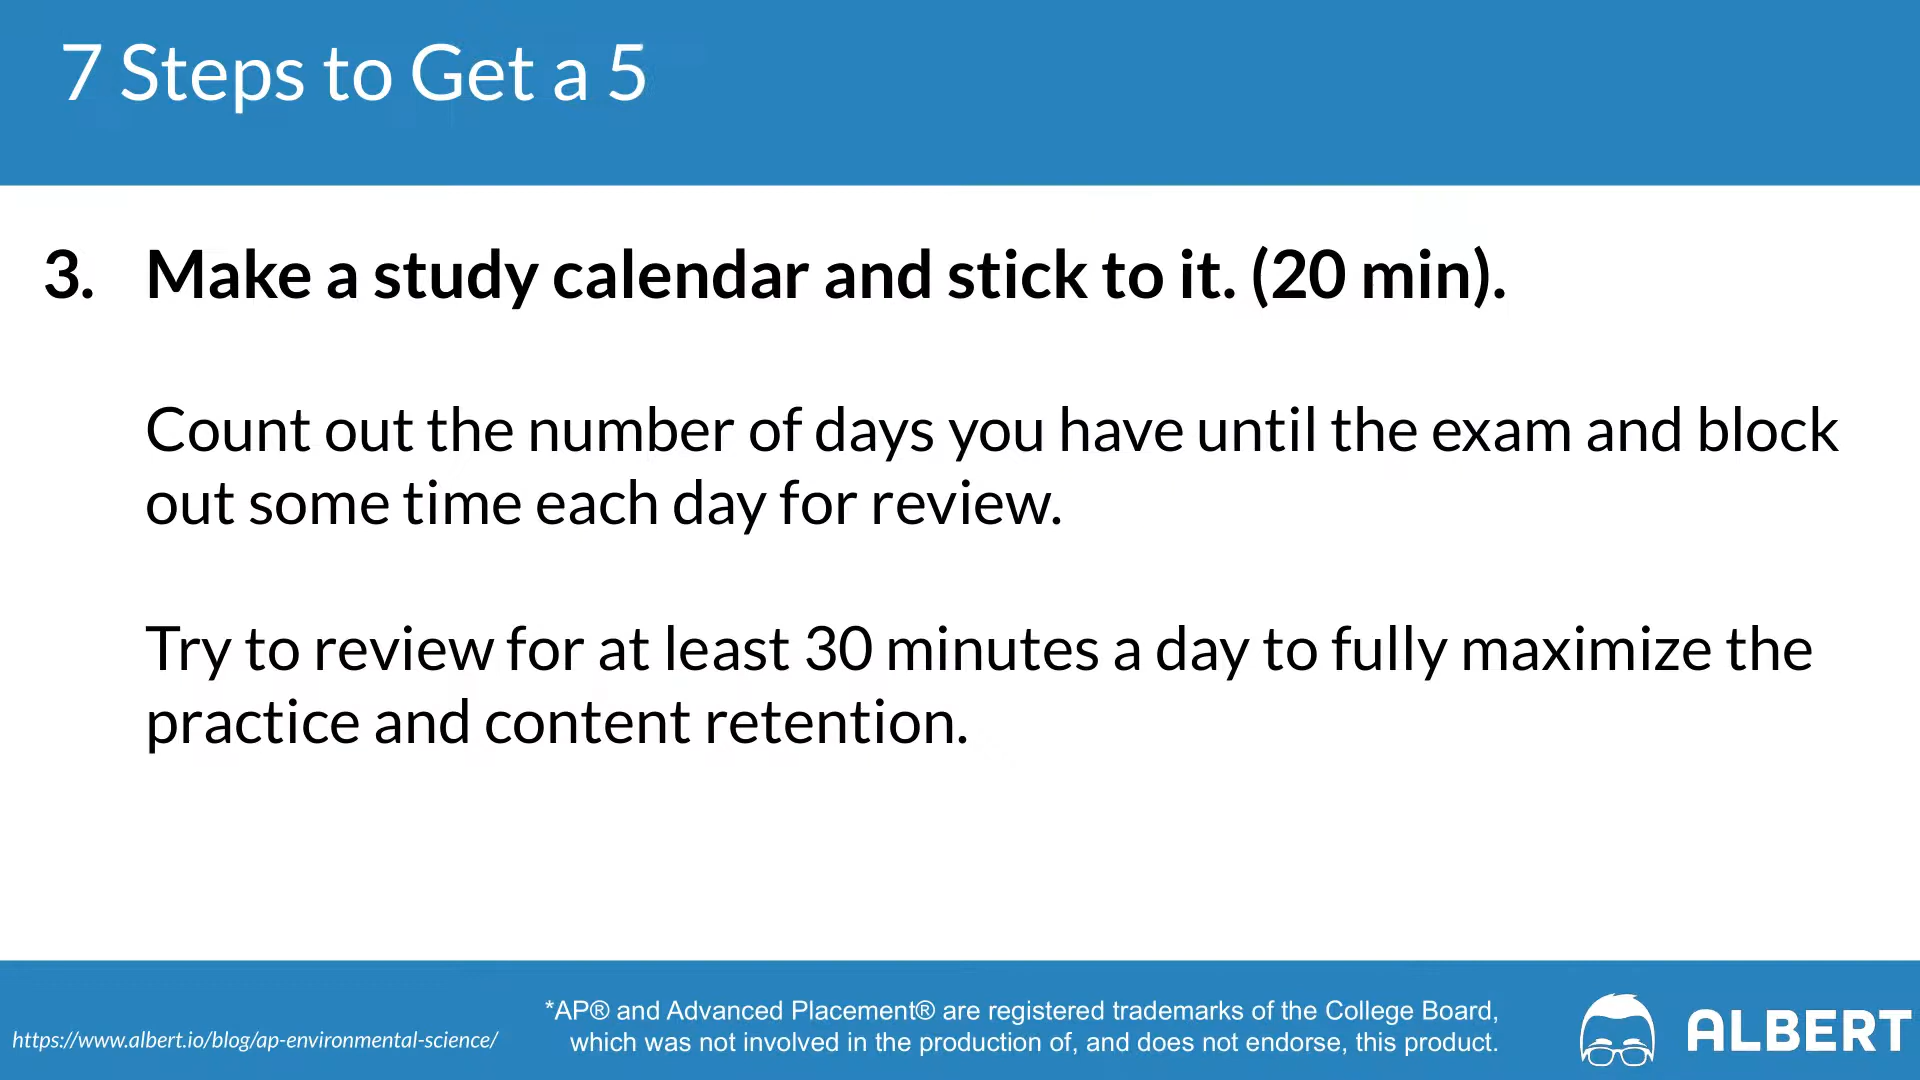 7 Steps to Get a 5
3. Make a study calendar and stick to it. (20 min).
Count out the number of days you have until the exam and block
out some time each day for review.
Try to review for at least 30 minutes a day to fully maximize the
practice and content retention.
https://www.albert.io/blog/ap-environmental-science/
*AP® and Advanced Placement® are registered trademarks of the College Board,
which was not involved in the production of, and does not endorse, this product.
ALBERT